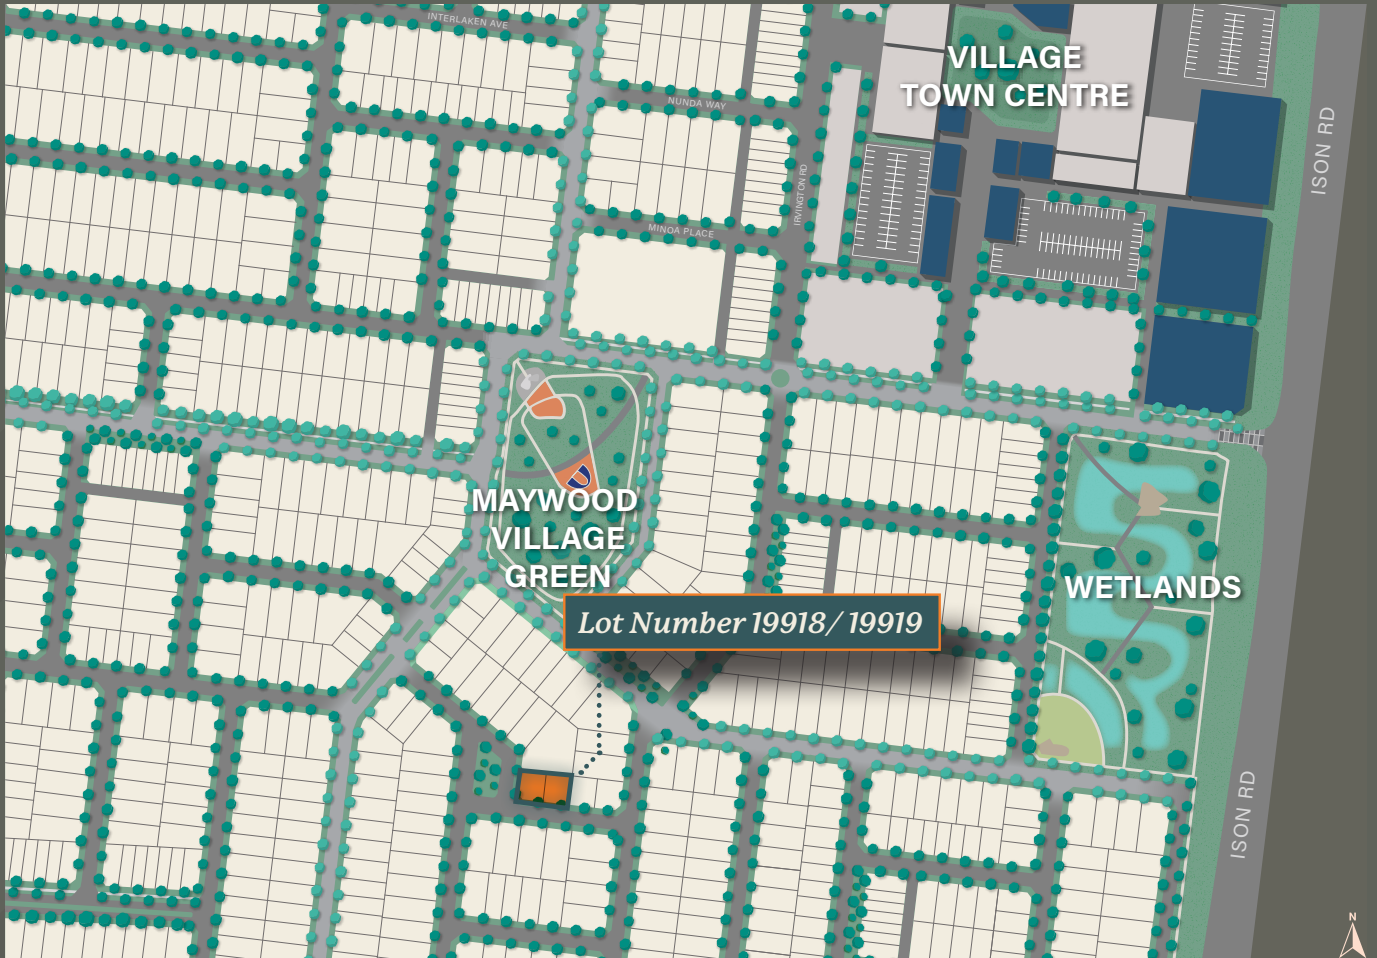 INTERLAKEN AVE
VILLAGE
TOWN CENTRE
NUNDA WAY
ISON RD
IRVINGTON RD
MINOA PLACE
MAYWOOD
VILLAGE
GREEN
WETLANDS
Lot Number 19918/ 19919
ISON RD
N